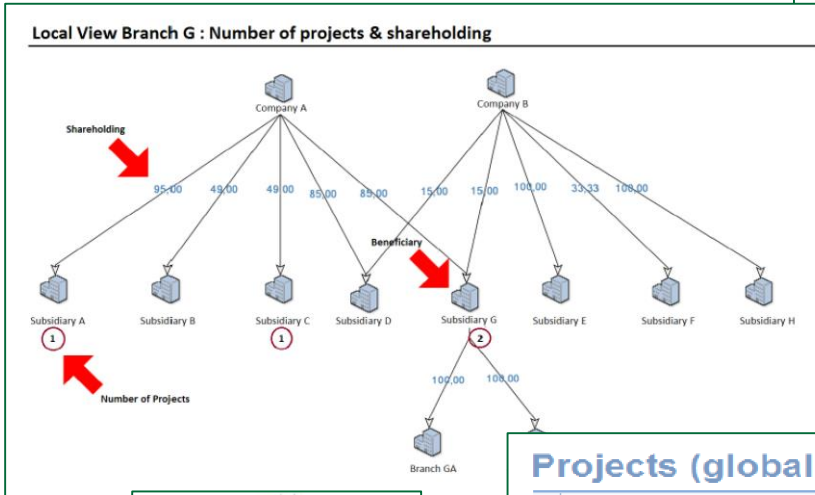 Local View Branch G : Number of projects & shareholding
Company A
Company B
Shareholding
95,00
49,00
49,00
85,00
85,00
15,00
15,00
100,00
33,33
100,00
Beneficiary
Subsidiary A
Subsidiary B
Subsidiary C
Subsidiary D
Subsidiary G
Subsidiary E
Subsidiary F
Subsidiary H
1
1
2
Number of Projects
100,00
100,00
Branch GA
Projects (global